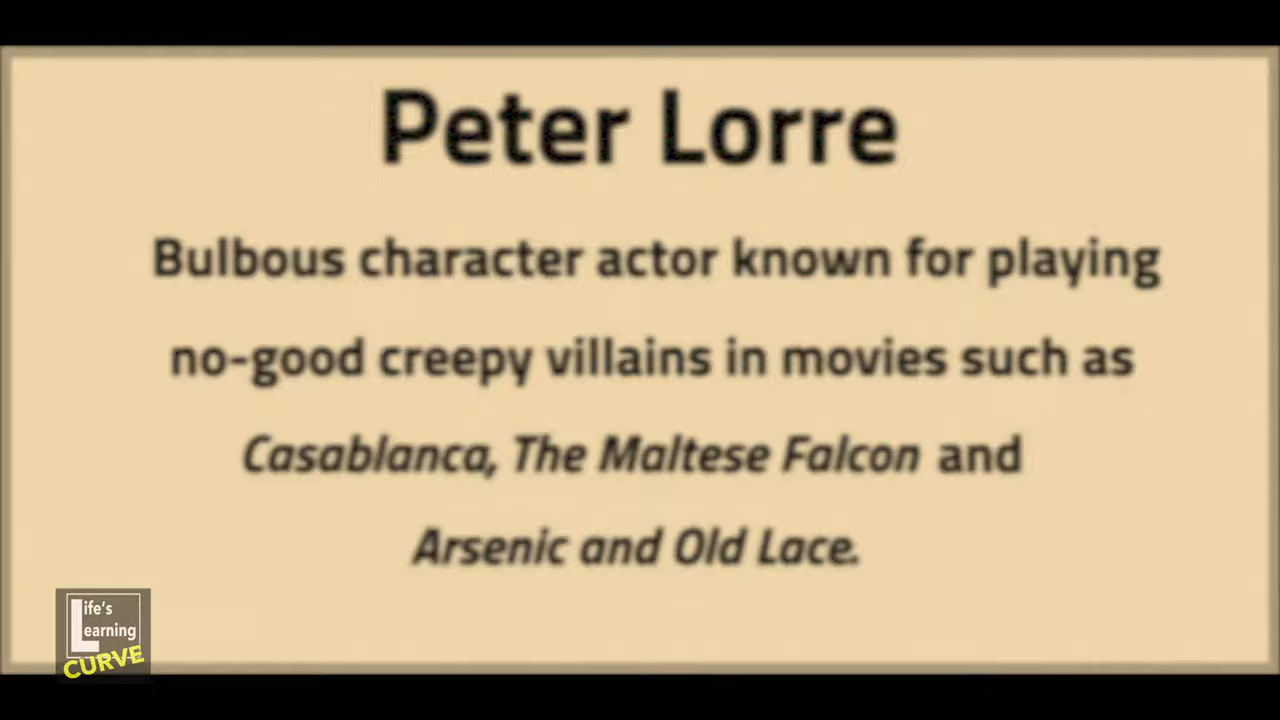 Peter Lorre
Bulbous character actor known for playing
no-good creepy villains in movies such as
Casablanca, The Maltese Falcon and
Arsenic and Old Lace.
Life's
Learning
CURVE